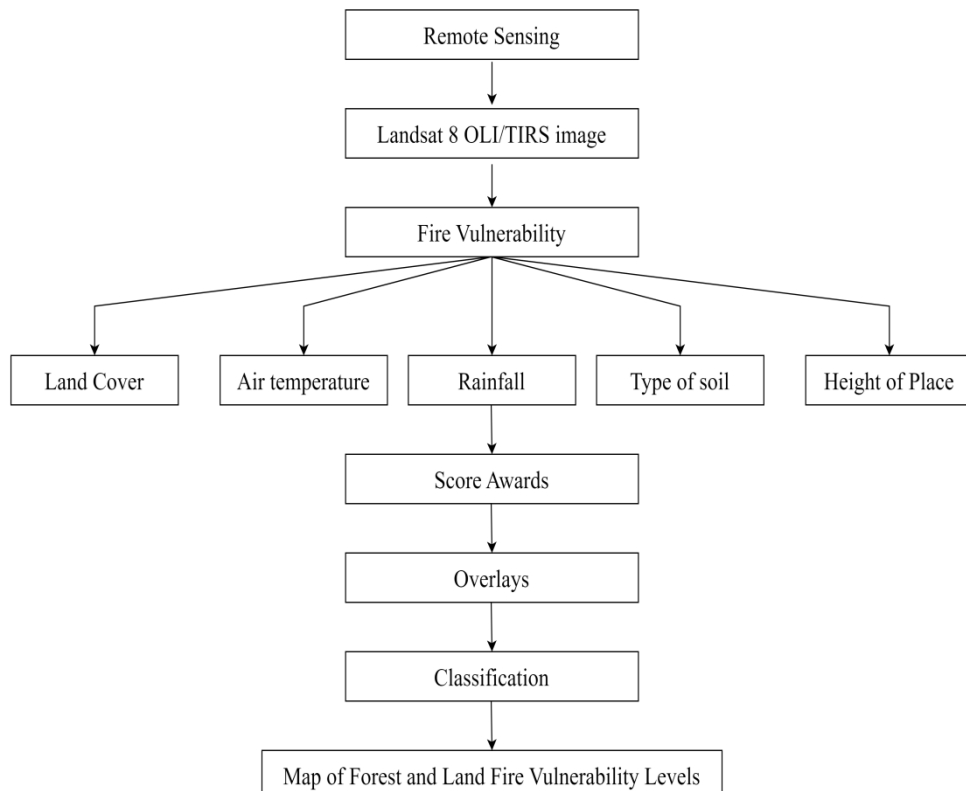 Remote Sensing
Landsat 8 OLI/TIRS image
Fire Vulnerability
Land Cover
Air temperature
Rainfall
Type of soil
Height of Place
Score Awards
Overlays
Classification
Map of Forest and Land Fire Vulnerability Levels